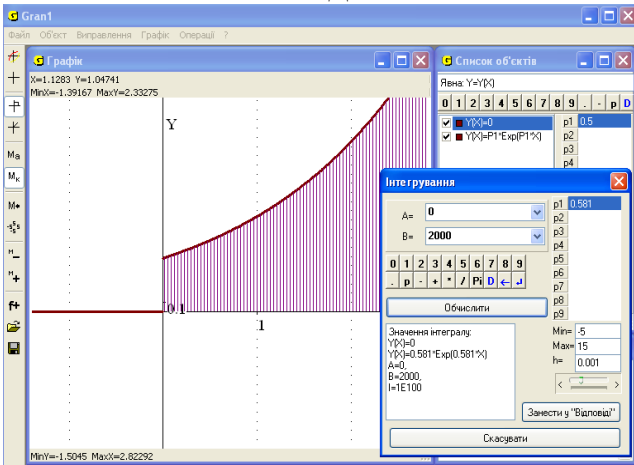 Gran1
Файл Об'єкт Виправлення Графік Операції ?
Графік
X=1.1283 Y=1.04741
MinX=-1.39167 MaxY=2.33275
Y
0.1
1
MinY=-1.5045 MaxX=2.82292
Ma
Mк
M
M
M
f+
Список об'єктів
Явна: Y=Y(X)
0 1 2 3 4 5 6 7 8 9 . - p D
Y(X)=0
Y(X)=P1*Exp(P1*X)
p1 0.5
p2
p3
p4
Інтегрування
A= 0
B= 2000
0 1 2 3 4 5 6 7 8 9
. p - + * / Pi D ← ↲
p1 0.581
p2
p3
p4
p5
p6
p7
p8
p9
Обчислити
Значення інтегралу:
Y(X)=0
Y(X)=0.581*Exp(0.581*X)
A=0,
B=2000,
I=1E100
Min= -5
Max= 15
h= 0.001
Занести у "Відповіді"
Скасувати